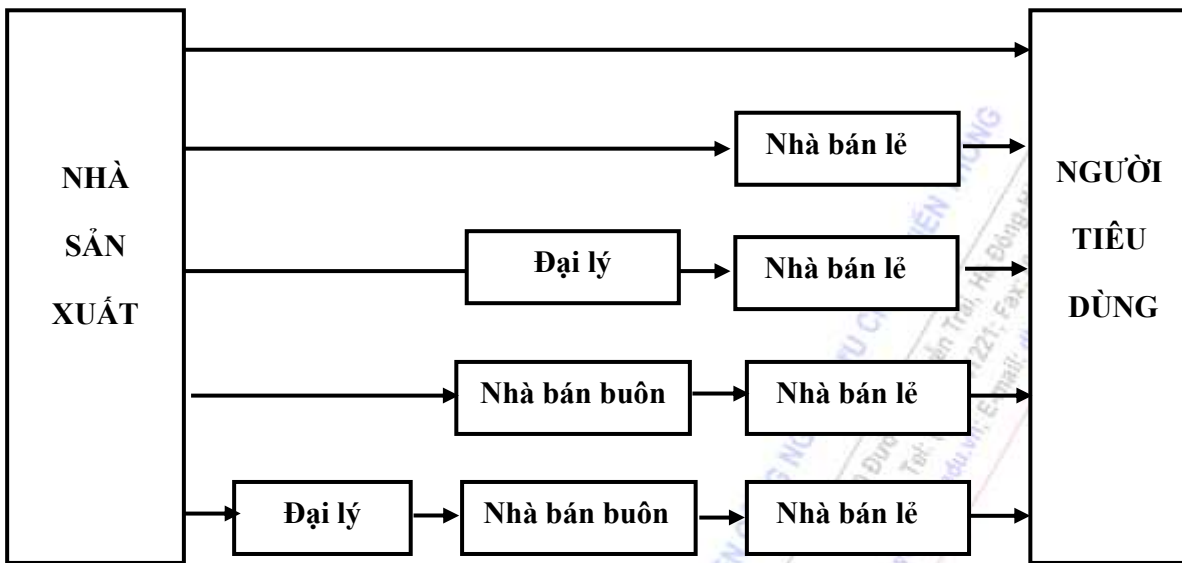 NHÀ
SẢN
XUẤT
Nhà bán lẻ
Đại lý
Nhà bán lẻ
Nhà bán buôn
Nhà bán lẻ
Đại lý
Nhà bán buôn
Nhà bán lẻ
NGƯỜI
TIÊU
DÙNG